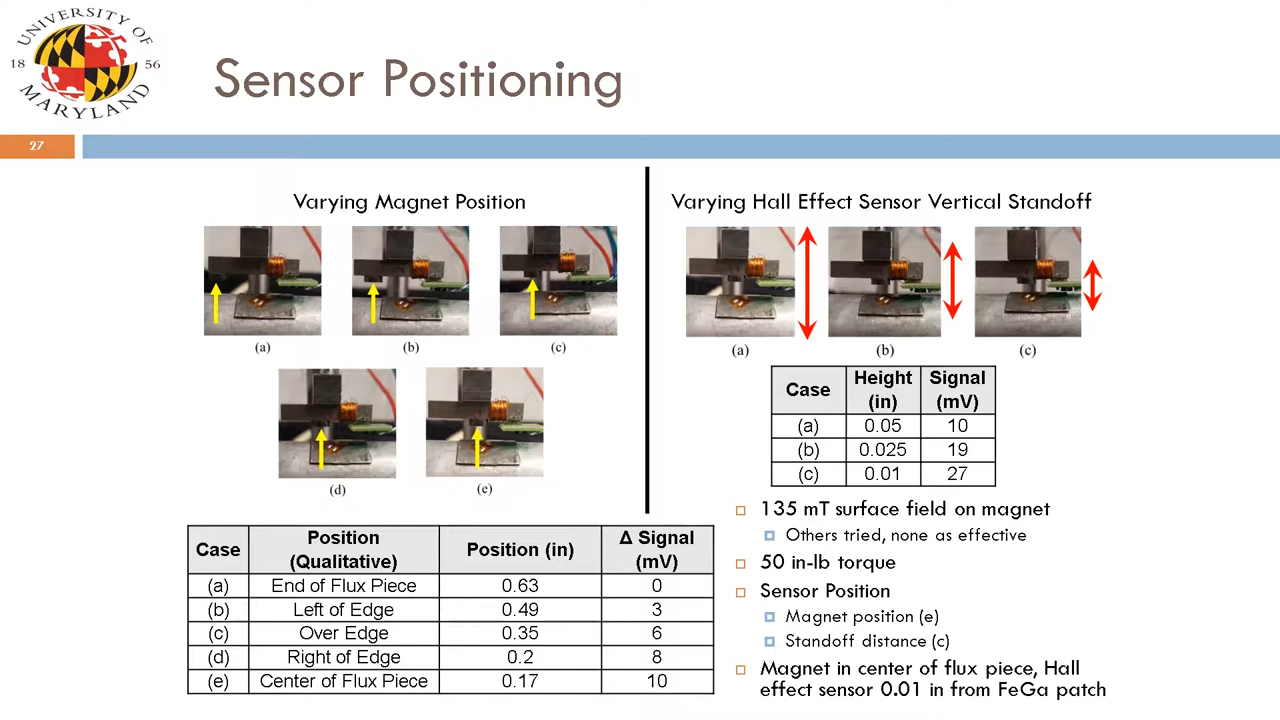 UNIVERSITY OF
18 56
MARYLAND
Sensor Positioning
27
Varying Magnet Position
(a)
(b)
(c)
(d)
(e)
Case Position (Qualitative) Position (in) Δ Signal (mV)
(a) End of Flux Piece 0.63 0
(b) Left of Edge 0.49 3
(c) Over Edge 0.35 6
(d) Right of Edge 0.2 8
(e) Center of Flux Piece 0.17 10
Varying Hall Effect Sensor Vertical Standoff
(a)
(b)
(c)
Case Height (in) Signal (mV)
(a) 0.05 10
(b) 0.025 19
(c) 0.01 27
135 mT surface field on magnet
Others tried, none as effective
50 in-lb torque
Sensor Position
Magnet position (e)
Standoff distance (c)
Magnet in center of flux piece, Hall
effect sensor 0.01 in from FeGa patch